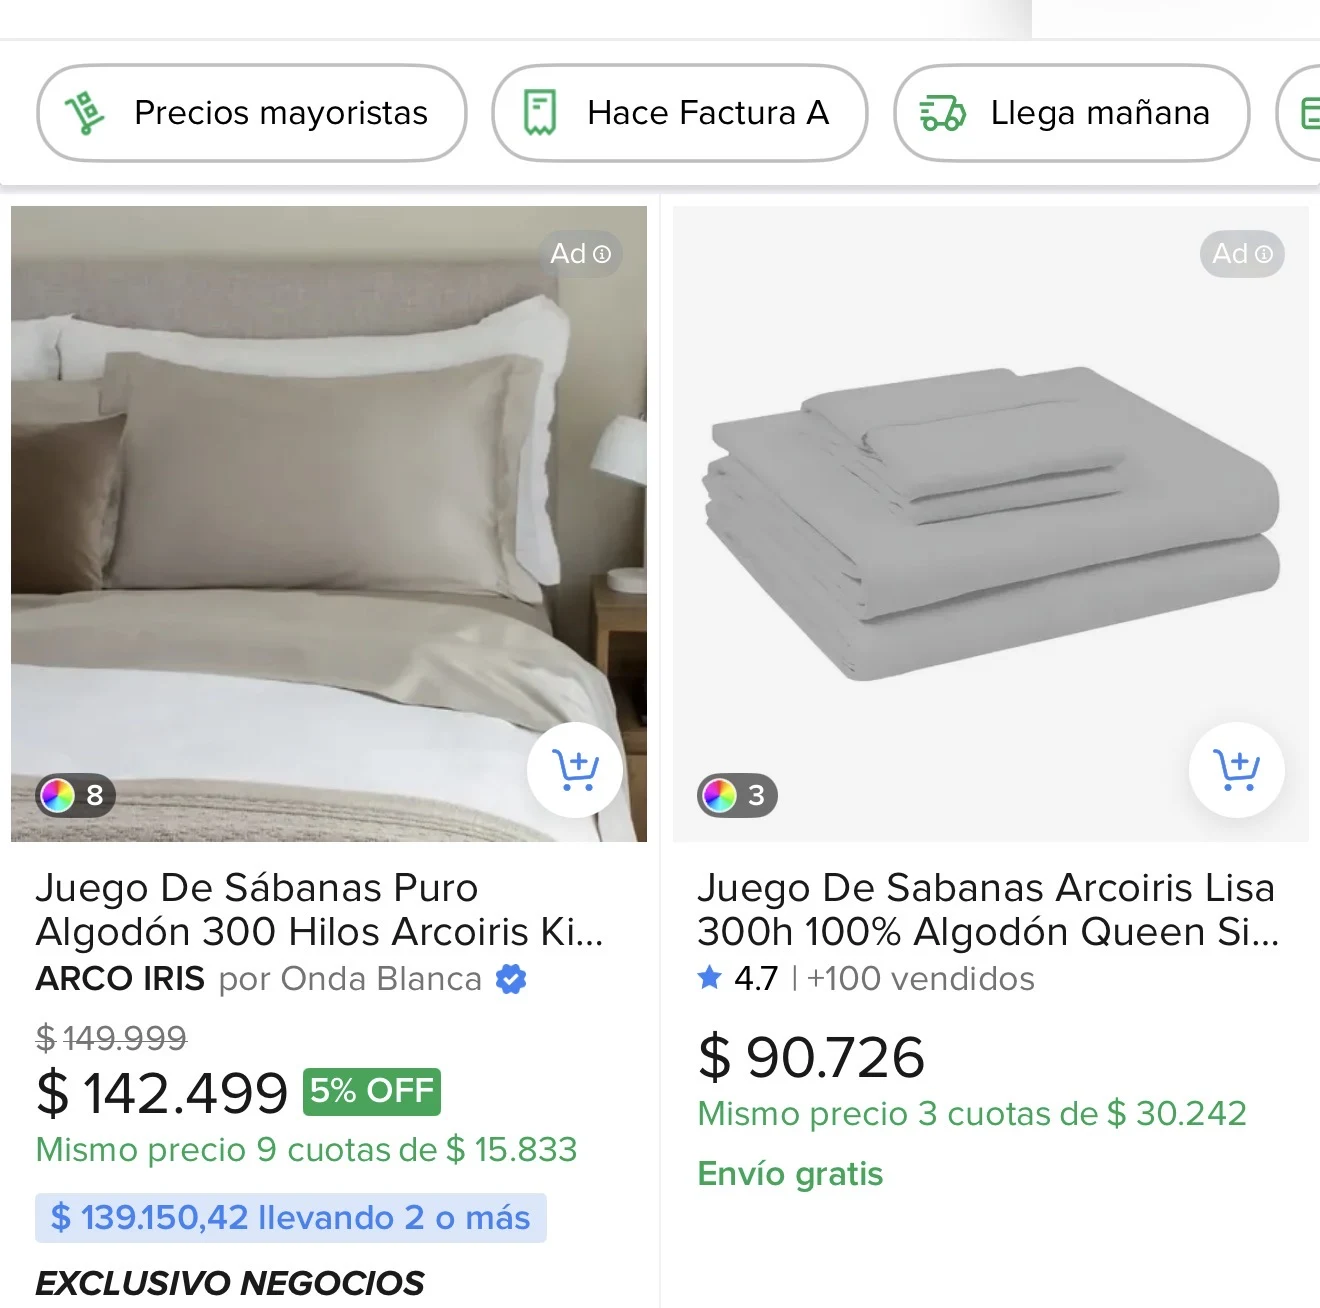 Precios mayoristas
Hace Factura A
Llega mañana
Ad
8
Juego De Sábanas Puro
Algodón 300 Hilos Arcoiris Ki...
ARCO IRIS por Onda Blanca
$ 149.999
$ 142.499 5% OFF
Mismo precio 9 cuotas de $ 15.833
$ 139.150,42 llevando 2 o más
EXCLUSIVO NEGOCIOS
Ad
3
Juego De Sabanas Arcoiris Lisa
300h 100% Algodón Queen Si...
4.7 | +100 vendidos
$ 90.726
Mismo precio 3 cuotas de $ 30.242
Envío gratis